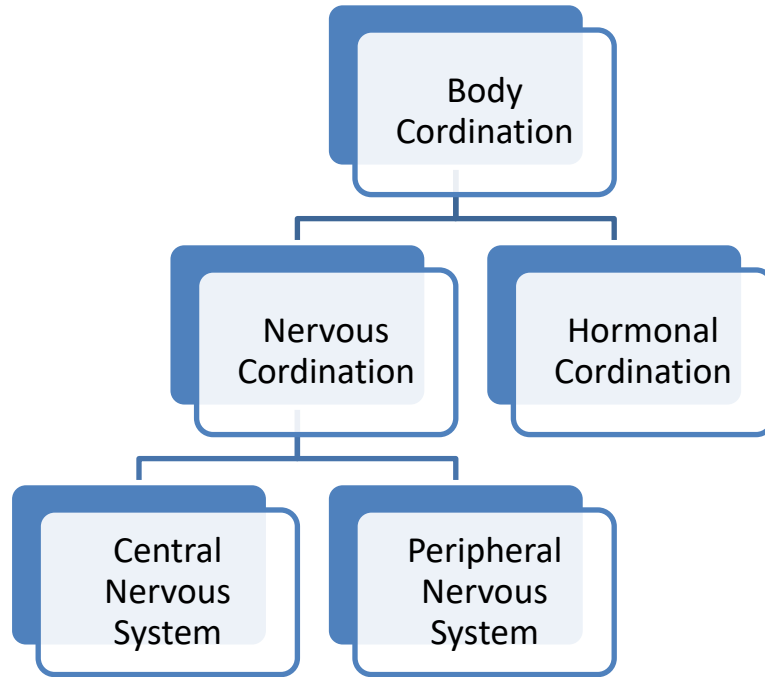 Body
Cordination
Nervous
Cordination
Hormonal
Cordination
Central
Nervous
System
Peripheral
Nervous
System